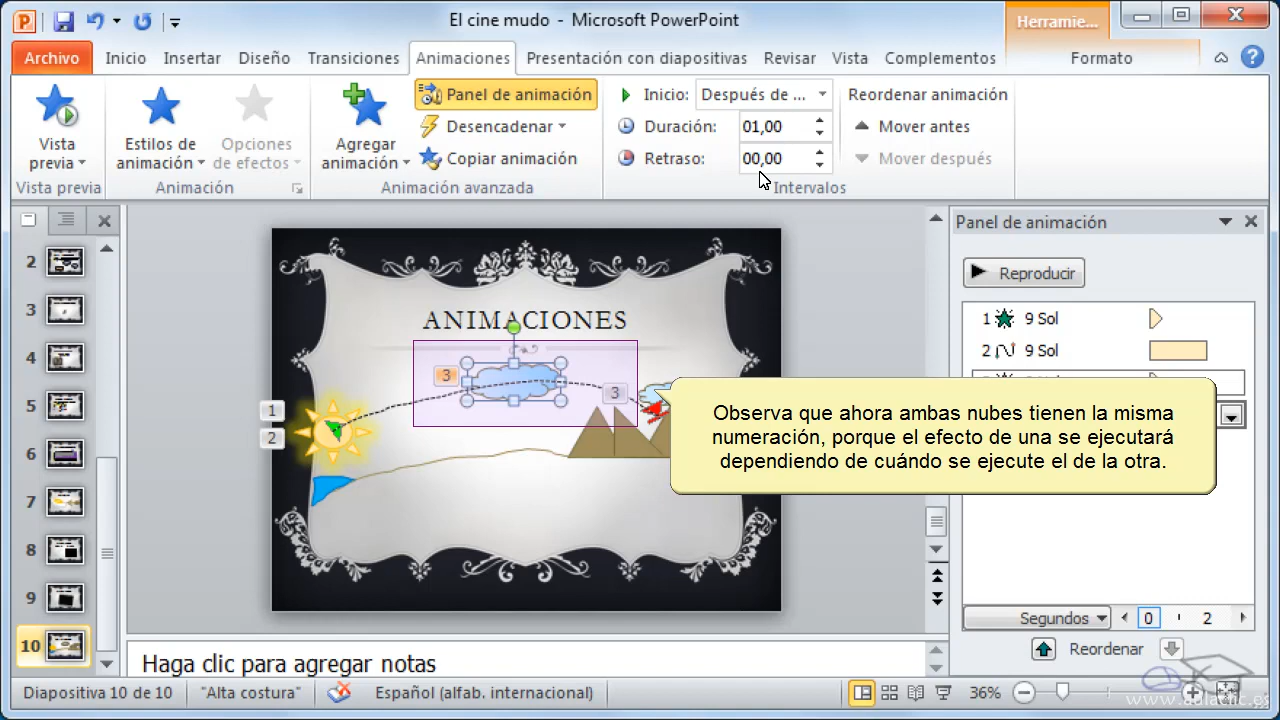 El cine mudo - Microsoft PowerPoint
Herramie...
Archivo Inicio Insertar Diseño Transiciones Animaciones Presentación con diapositivas Revisar Vista Complementos Formato
Panel de animación Inicio: Después de ... Reordenar animación
Desencadenar Duración: 01,00 Mover antes
Vista previa Estilos de animación Opciones de efectos Agregar animación
Copiar animación Retraso: 00,00 Mover después
Vista previa Animación Animación avanzada Intervalos
Panel de animación
Reproducir
1 9 Sol
2 9 Sol
2
3
4
5
6
7
8
9
10
ANIMACIONES
3
3
1
2
Observa que ahora ambas nubes tienen la misma
numeración, porque el efecto de una se ejecutará
dependiendo de cuándo se ejecute el de la otra.
Segundos 0 2
Reordenar
Haga clic para agregar notas
www.aulaclic.es
Diapositiva 10 de 10 "Alta costura" Español (alfab. internacional) 36%